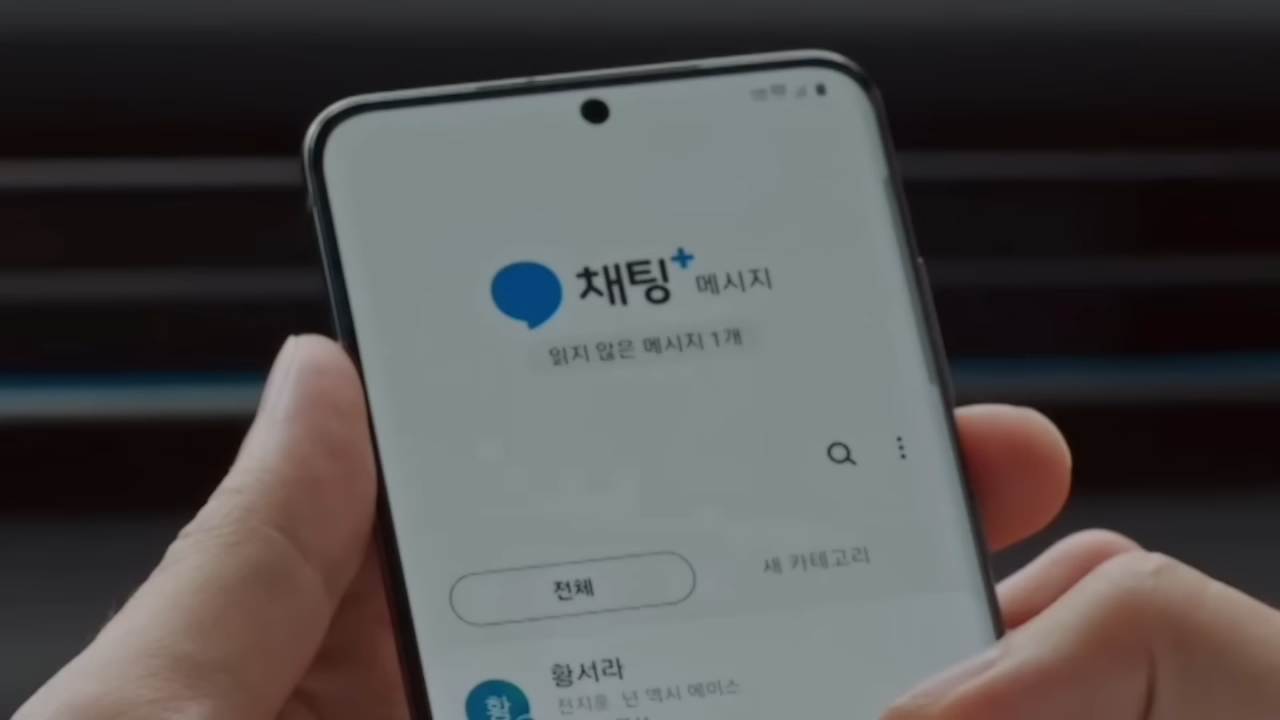 채팅+ 메시지
읽지 않은 메시지 1개
전체
새 카테고리
황서라
황
전지훈 넌 역시 에이스